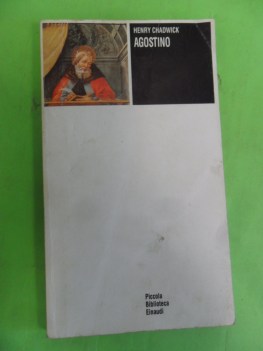 HENRY CHADWICK
AGOSTINO
Piccola
Biblioteca
Einaudi